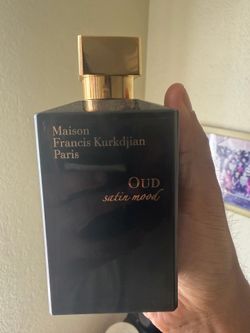 Maison
Francis Kurkdjian
Paris
OUD
satin mood